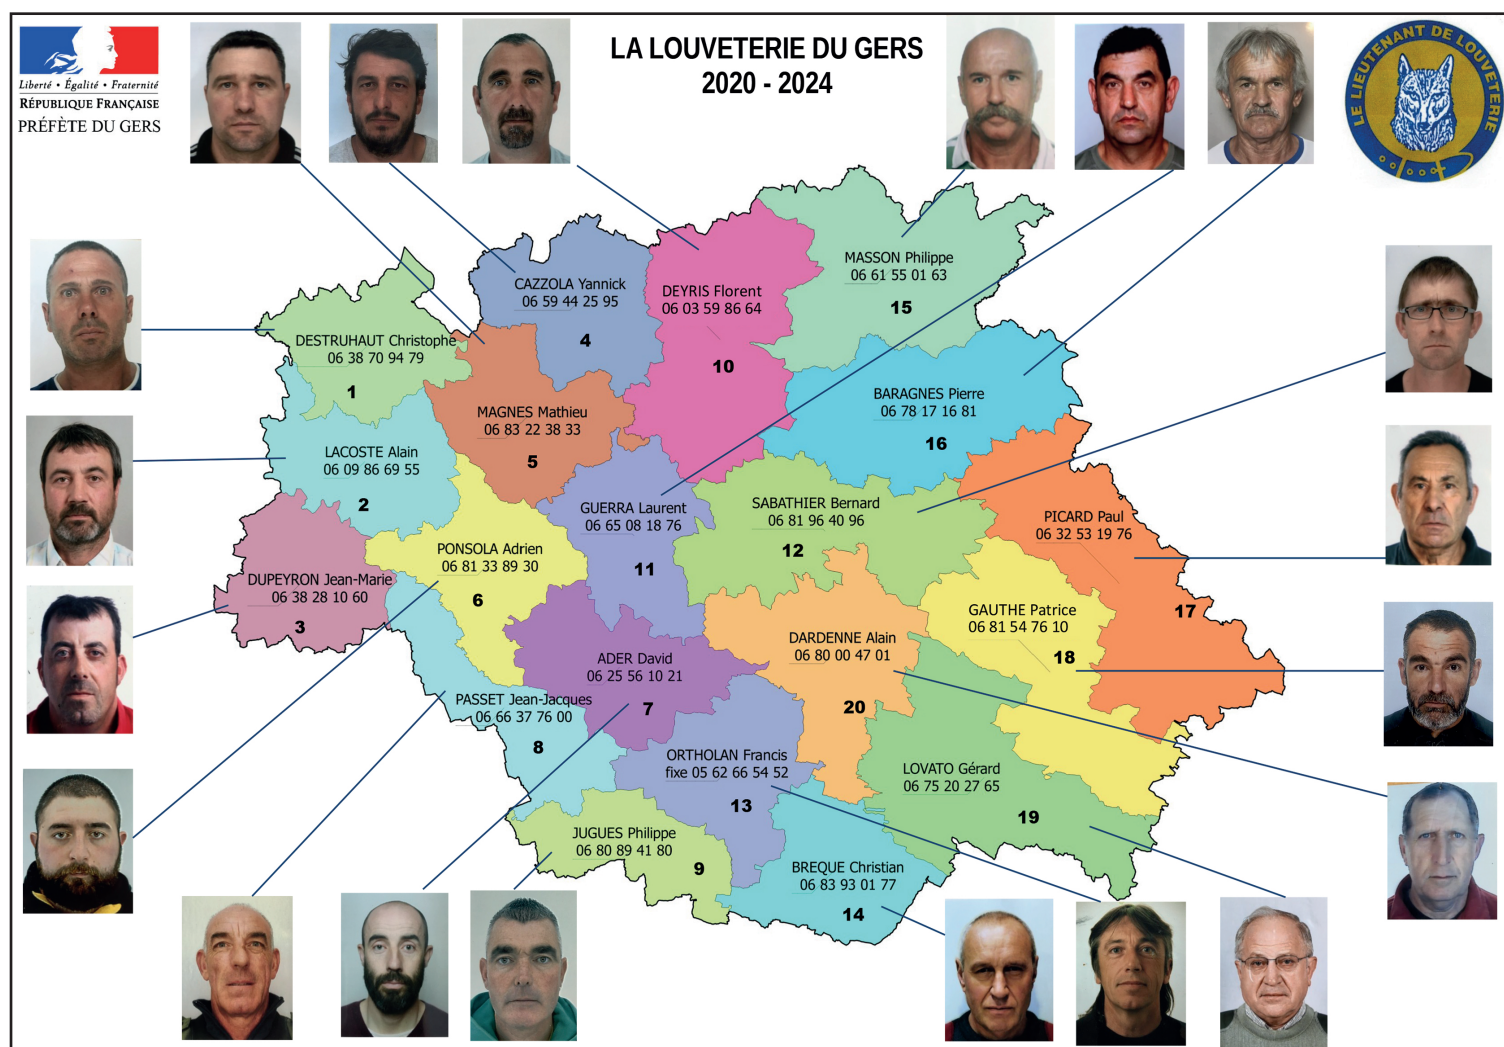 Liberté • Égalité • Fraternité
RÉPUBLIQUE FRANÇAISE
PRÉFÈTE DU GERS
LA LOUVETERIE DU GERS
2020 - 2024
LE LIEUTENANT DE LOUVETERIE
DESTRUHAUT Christophe
06 38 70 94 79
1
LACOSTE Alain
06 09 86 69 55
2
DUPEYRON Jean-Marie
06 38 28 10 60
3
CAZZOLA Yannick
06 59 44 25 95
4
MAGNES Mathieu
06 83 22 38 33
5
PONSOLA Adrien
06 81 33 89 30
6
ADER David
06 25 56 10 21
7
PASSET Jean-Jacques
06 66 37 76 00
8
JUGUES Philippe
06 80 89 41 80
9
DEYRIS Florent
06 03 59 86 64
10
GUERRA Laurent
06 65 08 18 76
11
SABATHIER Bernard
06 81 96 40 96
12
ORTHOLAN Francis
fixe 05 62 66 54 52
13
BREQUE Christian
06 83 93 01 77
14
MASSON Philippe
06 61 55 01 63
15
BARAGNES Pierre
06 78 17 16 81
16
PICARD Paul
06 32 53 19 76
17
GAUTHE Patrice
06 81 54 76 10
18
LOVATO Gérard
06 75 20 27 65
19
DARDENNE Alain
06 80 00 47 01
20